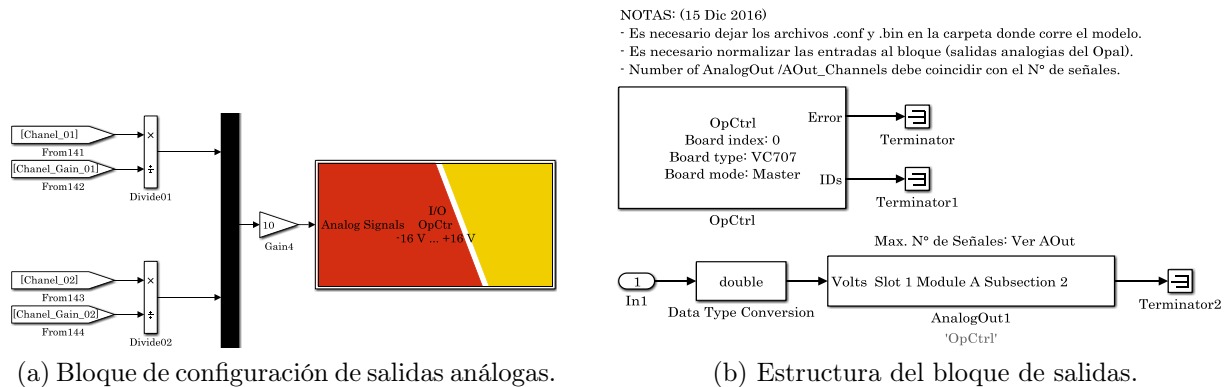 [Chanel_01]
From141
[Chanel_Gain_01]
From142
×
÷
Divide01
[Chanel_02]
From143
[Chanel_Gain_02]
From144
×
÷
Divide02
10
Gain4
Analog Signals
I/O
OpCtr
-16 V ... +16 V
(a) Bloque de configuración de salidas análogas.
NOTAS: (15 Dic 2016)
- Es necesario dejar los archivos .conf y .bin en la carpeta donde corre el modelo.
- Es necesario normalizar las entradas al bloque (salidas analogias del Opal).
- Number of AnalogOut /AOut_Channels debe coincidir con el N° de señales.
OpCtrl
Board index: 0
Board type: VC707
Board mode: Master
Error
IDs
OpCtrl
Terminator
Terminator1
Max. N° de Señales: Ver AOut
1
In1
double
Data Type Conversion
Volts Slot 1 Module A Subsection 2
AnalogOut1
'OpCtrl'
Terminator2
(b) Estructura del bloque de salidas.